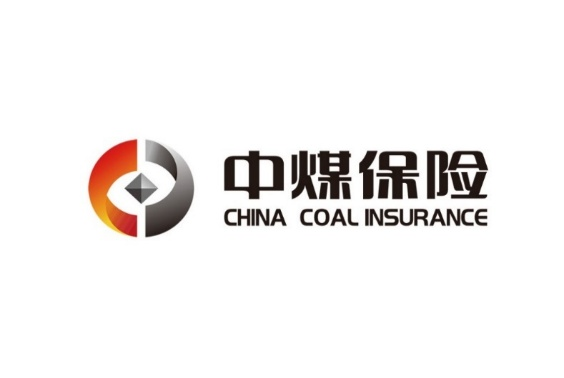 中煤保险
CHINA COAL INSURANCE